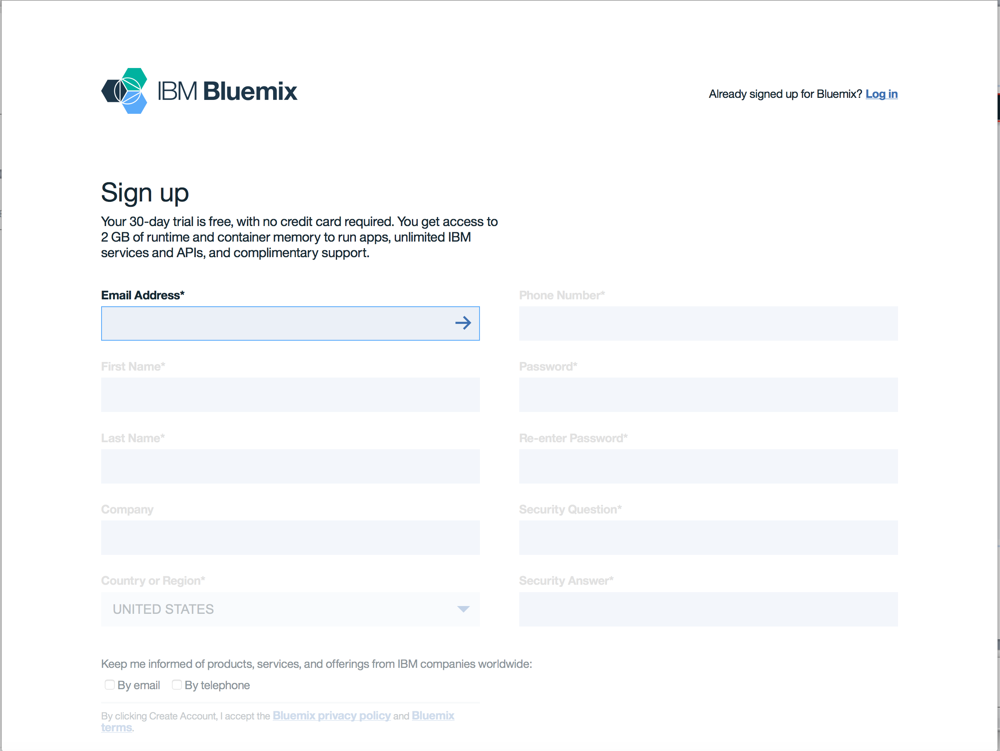 IBM Bluemix
Already signed up for Bluemix? Log in
Sign up
Your 30-day trial is free, with no credit card required. You get access to
2 GB of runtime and container memory to run apps, unlimited IBM
services and APIs, and complimentary support.
Email Address*
Phone Number*
First Name*
Password*
Last Name*
Re-enter Password*
Company
Security Question*
Country or Region*
Security Answer*
UNITED STATES
Keep me informed of products, services, and offerings from IBM companies worldwide:
By email By telephone
By clicking Create Account, I accept the Bluemix privacy policy and Bluemix
terms.